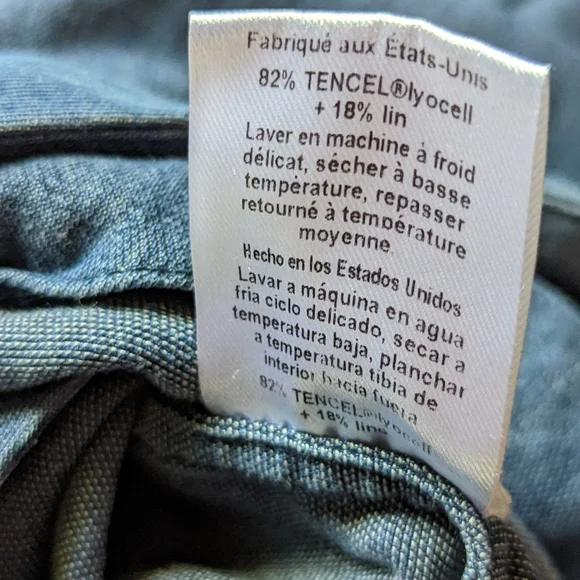 Fabriqué aux États-Unis
82% TENCEL®lyocell
+ 18% lin
Laver en machine à froid
délicat, sécher à basse
température, repasser
retourné à température
moyenne
Hecho en los Estados Unidos
Lavar a máquina en agua
fria ciclo delicado, secar a
temperatura baja, planchar
a temperatura tibia de
interior hacia fuera
82% TENCEL®lyocell
+ 18% lino